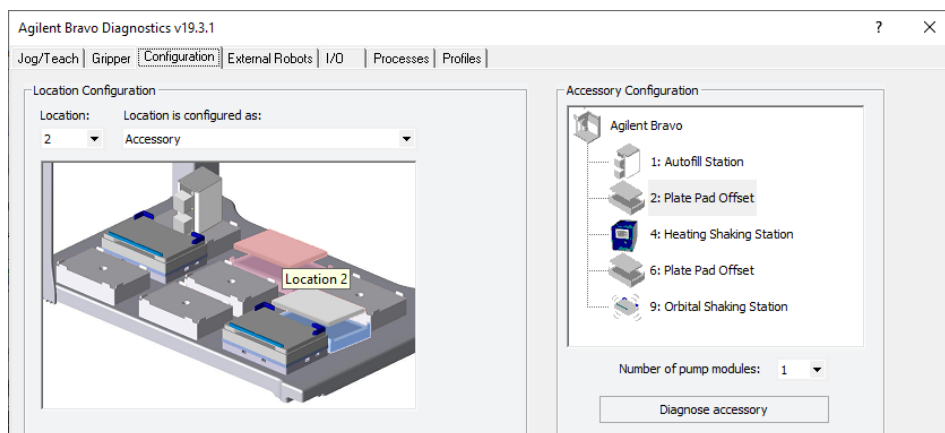 Agilent Bravo Diagnostics v19.3.1
Jog/Teach Gripper Configuration External Robots I/O Processes Profiles
Location Configuration
Location: Location is configured as:
2 Accessory
Location 2
Accessory Configuration
Agilent Bravo
1: Autofill Station
2: Plate Pad Offset
4: Heating Shaking Station
6: Plate Pad Offset
9: Orbital Shaking Station
Number of pump modules: 1
Diagnose accessory